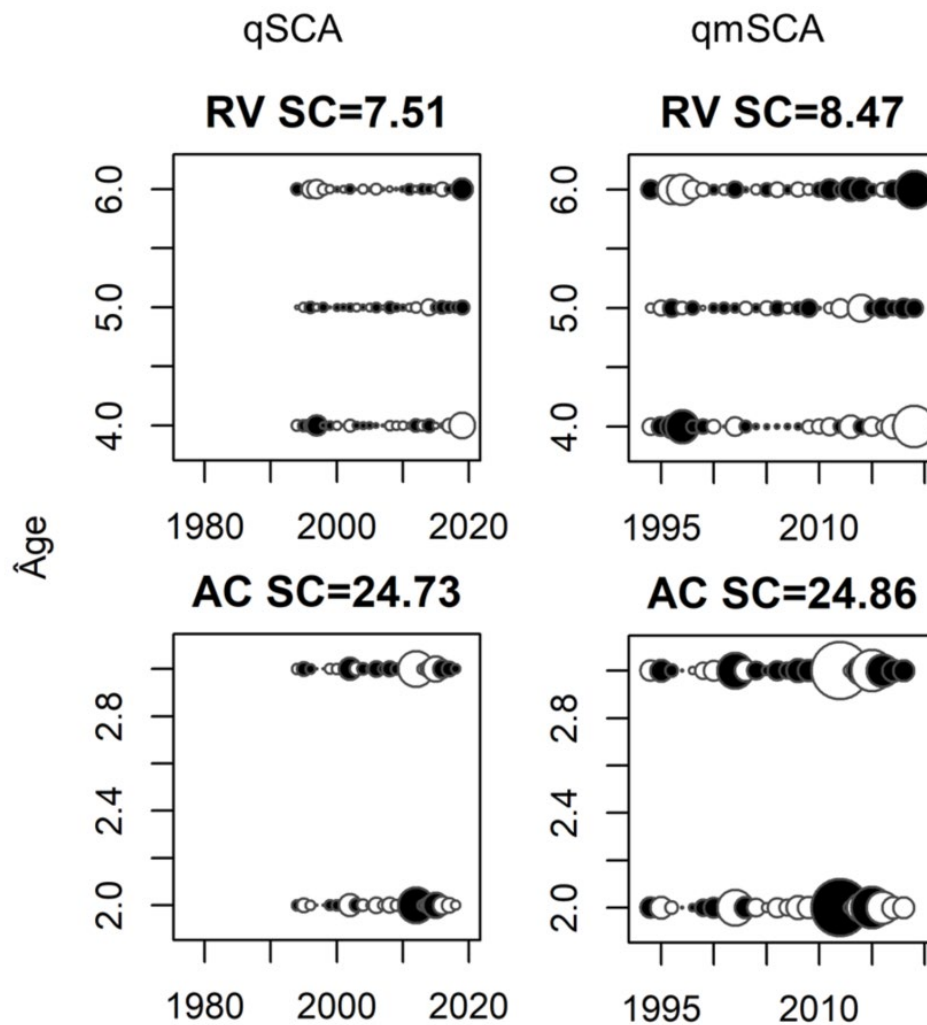 qSCA qmSCA
RV SC=7.51 RV SC=8.47
6.0 6.0
5.0 5.0
4.0 4.0
1980 2000 2020 1995 2010
Âge
AC SC=24.73 AC SC=24.86
2.8 2.8
2.4 2.4
2.0 2.0
1980 2000 2020 1995 2010